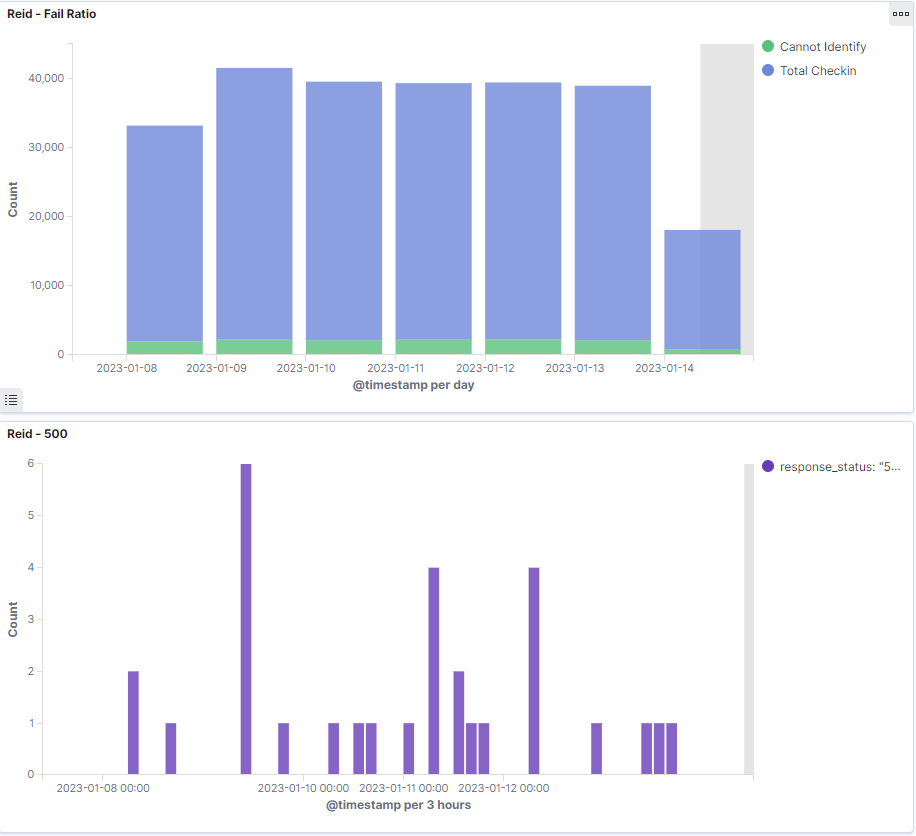 Reid - Fail Ratio
Cannot Identify
Total Checkin
40,000
30,000
20,000
10,000
0
Count
2023-01-08 2023-01-09 2023-01-10 2023-01-11 2023-01-12 2023-01-13 2023-01-14
@timestamp per day
Reid - 500
response_status: "5...
6
5
4
3
2
1
0
Count
2023-01-08 00:00 2023-01-10 00:00 2023-01-11 00:00 2023-01-12 00:00
@timestamp per 3 hours